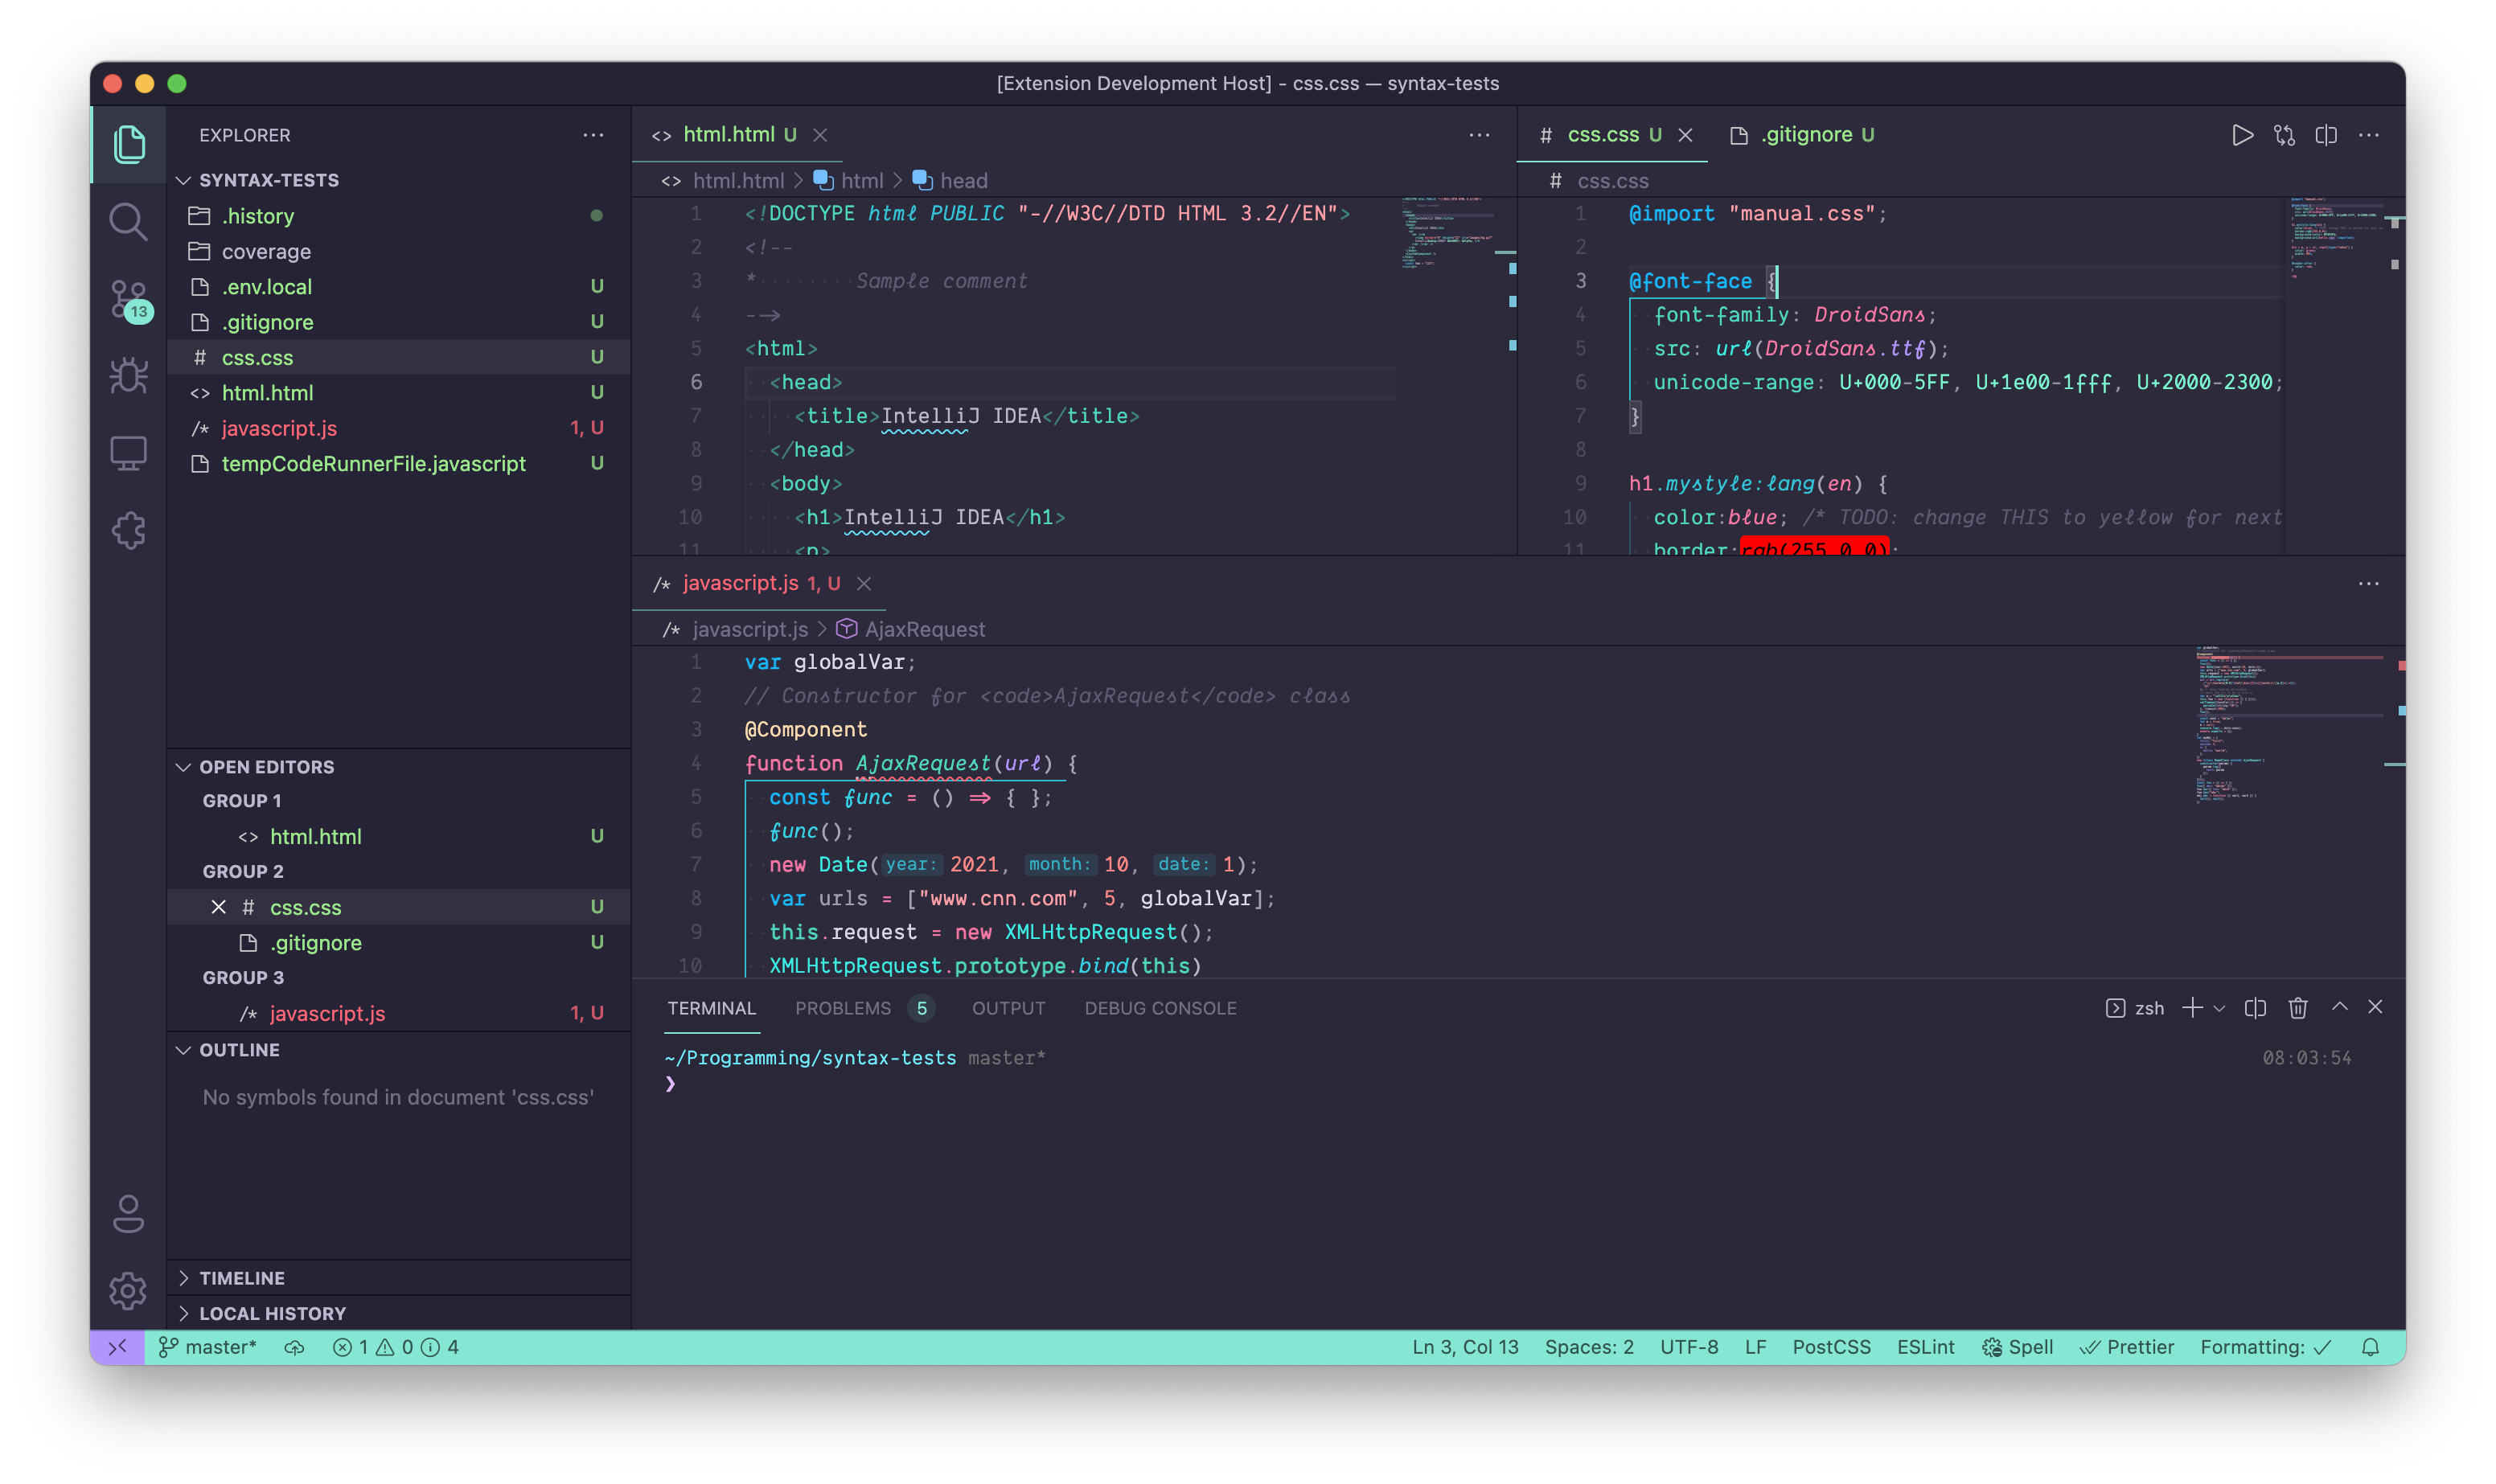 [Extension Development Host] - css.css — syntax-tests
EXPLORER
SYNTAX-TESTS
.history
coverage
.env.local U
.gitignore U
# css.css U
<> html.html U
/* javascript.js 1, U
tempCodeRunnerFile.javascript U
13
OPEN EDITORS
GROUP 1
<> html.html U
GROUP 2
# css.css U
.gitignore U
GROUP 3
/* javascript.js 1, U
OUTLINE
No symbols found in document 'css.css'
TIMELINE
LOCAL HISTORY
<> html.html U
<> html.html > html > head
1 <!DOCTYPE html PUBLIC "-//W3C//DTD HTML 3.2//EN">
2 <!--
3 *········Sample comment
4 -->
5 <html>
6 ··<head>
7 ····<title>IntelliJ IDEA</title>
8 ··</head>
9 ··<body>
10 ····<h1>IntelliJ IDEA</h1>
11 ····<p>
# css.css U
.gitignore U
# css.css
1 @import "manual.css";
2
3 @font-face {
4 ··font-family: DroidSans;
5 ··src: url(DroidSans.ttf);
6 ··unicode-range: U+000-5FF, U+1e00-1fff, U+2000-2300;
7 }
8
9 h1.mystyle:lang(en) {
10 ··color:blue; /* TODO: change THIS to yellow for next
11 ··border:rgb(255,0,0);
/* javascript.js 1, U
/* javascript.js > AjaxRequest
1 var globalVar;
2 // Constructor for <code>AjaxRequest</code> class
3 @Component
4 function AjaxRequest(url) {
5 ··const func = () => { };
6 ··func();
7 ··new Date(year: 2021, month: 10, date: 1);
8 ··var urls = ["www.cnn.com", 5, globalVar];
9 ··this.request = new XMLHttpRequest();
10 ··XMLHttpRequest.prototype.bind(this)
TERMINAL PROBLEMS 5 OUTPUT DEBUG CONSOLE
zsh
~/Programming/syntax-tests master* 08:03:54
❯
master* 1 0 4
Ln 3, Col 13 Spaces: 2 UTF-8 LF PostCSS ESLint Spell Prettier Formatting: ✓